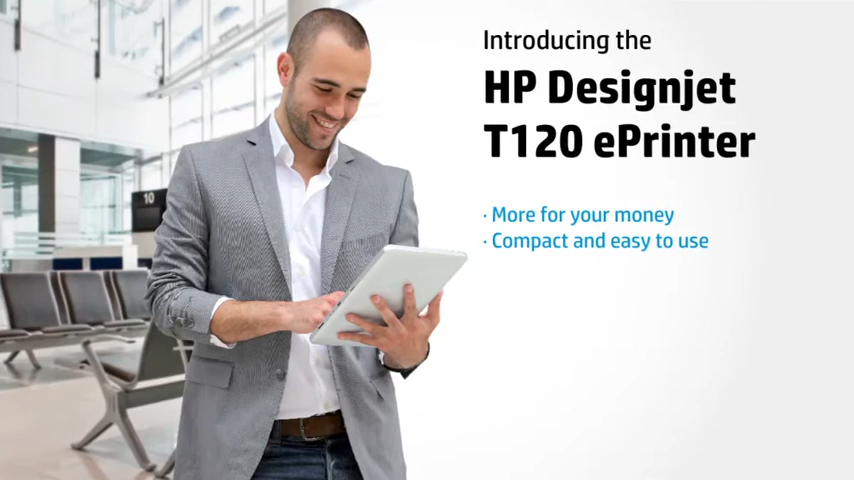 10
Introducing the
HP Designjet
T120 ePrinter
· More for your money
· Compact and easy to use